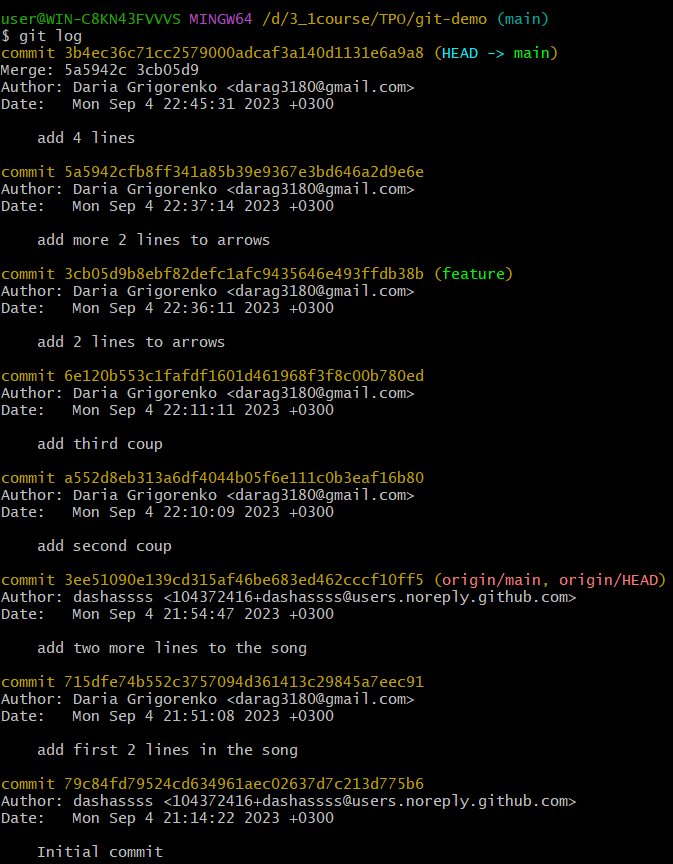 user@WIN-C8KN43FVVVS MINGW64 /d/3_1course/TPO/git-demo (main)
$ git log
commit 3b4ec36c71cc2579000adcaf3a140d1131e6a9a8 (HEAD -> main)
Merge: 5a5942c 3cb05d9
Author: Daria Grigorenko <darag3180@gmail.com>
Date:   Mon Sep 4 22:45:31 2023 +0300

    add 4 lines

commit 5a5942cfb8ff341a85b39e9367e3bd646a2d9e6e
Author: Daria Grigorenko <darag3180@gmail.com>
Date:   Mon Sep 4 22:37:14 2023 +0300

    add more 2 lines to arrows

commit 3cb05d9b8ebf82defc1afc9435646e493ffdb38b (feature)
Author: Daria Grigorenko <darag3180@gmail.com>
Date:   Mon Sep 4 22:36:11 2023 +0300

    add 2 lines to arrows

commit 6e120b553c1fafdf1601d461968f3f8c00b780ed
Author: Daria Grigorenko <darag3180@gmail.com>
Date:   Mon Sep 4 22:11:11 2023 +0300

    add third coup

commit a552d8eb313a6df4044b05f6e111c0b3eaf16b80
Author: Daria Grigorenko <darag3180@gmail.com>
Date:   Mon Sep 4 22:10:09 2023 +0300

    add second coup

commit 3ee51090e139cd315af46be683ed462cccf10ff5 (origin/main, origin/HEAD)
Author: dashassss <104372416+dashassss@users.noreply.github.com>
Date:   Mon Sep 4 21:54:47 2023 +0300

    add two more lines to the song

commit 715dfe74b552c3757094d361413c29845a7eec91
Author: Daria Grigorenko <darag3180@gmail.com>
Date:   Mon Sep 4 21:51:08 2023 +0300

    add first 2 lines in the song

commit 79c84fd79524cd634961aec02637d7c213d775b6
Author: dashassss <104372416+dashassss@users.noreply.github.com>
Date:   Mon Sep 4 21:14:22 2023 +0300

    Initial commit